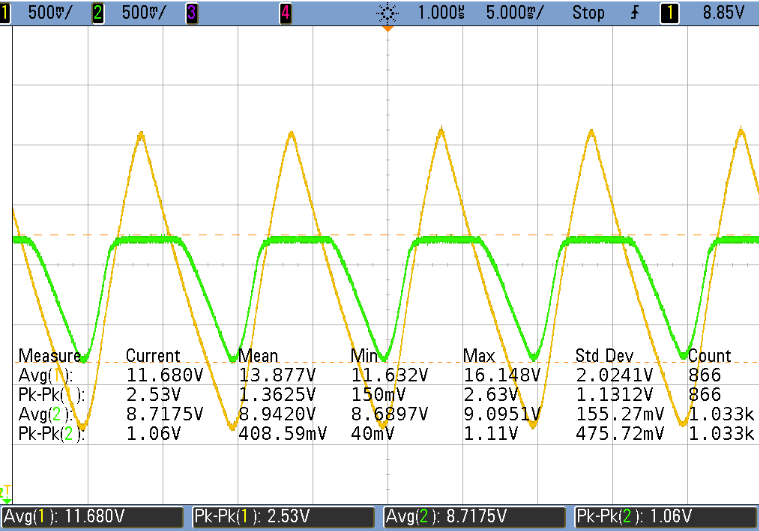 1 500m/ 2 500m/ 3 4 1.000s 5.000m/ Stop 1 8.85V
Measure Current Mean Min Max Std Dev Count
Avg(1): 11.680V 13.877V 11.632V 16.148V 2.0241V 866
Pk-Pk(1): 2.53V 1.3625V 150mV 2.63V 1.1312V 866
Avg(2): 8.7175V 8.9420V 8.6897V 9.0951V 155.27mV 1.033k
Pk-Pk(2): 1.06V 408.59mV 40mV 1.11V 475.72mV 1.033k
Avg(1): 11.680V Pk-Pk(1): 2.53V Avg(2): 8.7175V Pk-Pk(2): 1.06V